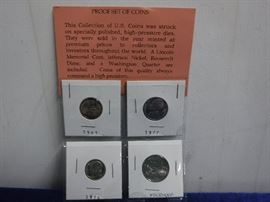 PROOF SET OF COINS
This Collection of U.S. Coins was struck
on specially polished, high-pressure dies.
They were sold in the year minted at
premium prices to collectors and
investors throughout the world. A Lincoln
Memorial Cent, Jefferson Nickel, Roosevelt
Dime, and a Washington Quarter are
included. Coins of this quality always
command a high premium.